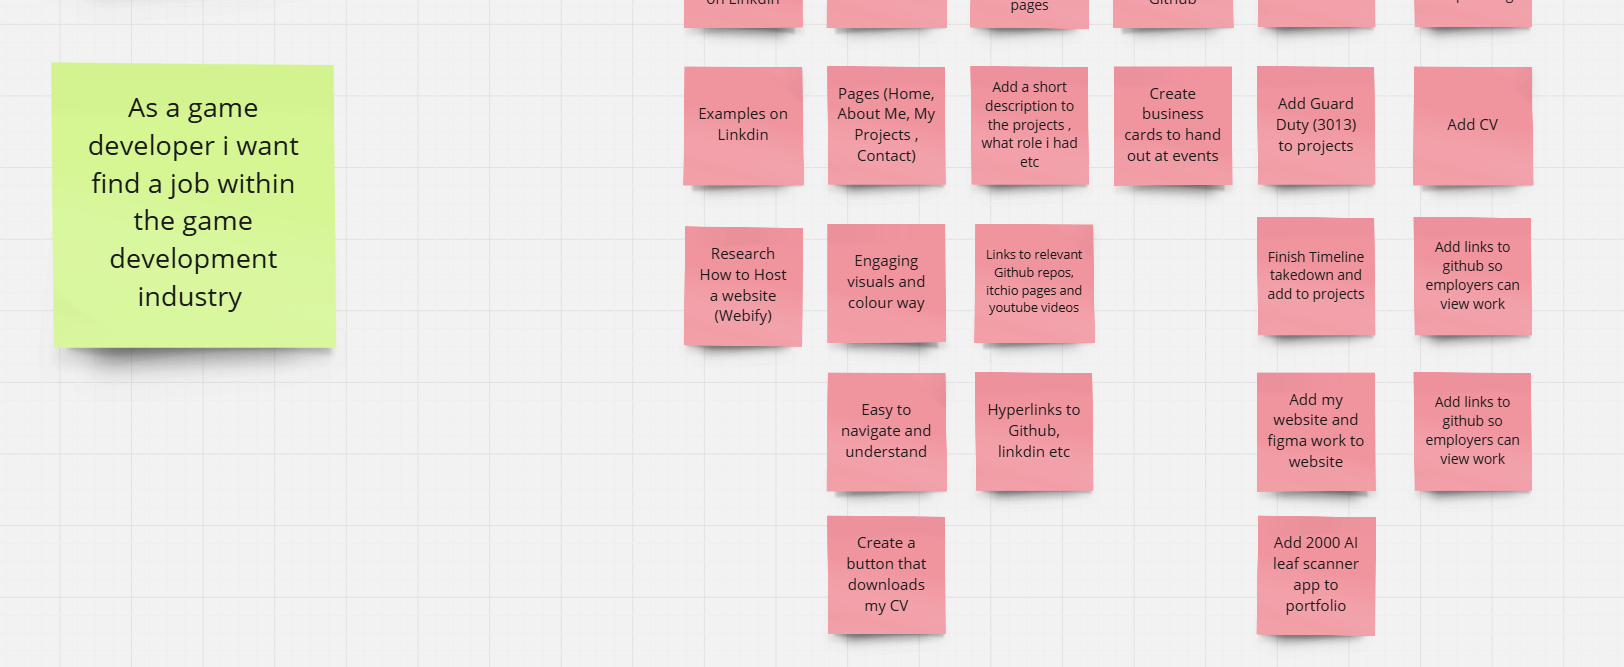 on Linkdin
pages
Github
As a game
developer i want
find a job within
the game
development
industry
Examples on
Linkdin
Pages (Home,
About Me, My
Projects ,
Contact)
Add a short
description to
the projects ,
what role i had
etc
Create
business
cards to hand
out at events
Add Guard
Duty (3013)
to projects
Add CV
Research
How to Host
a website
(Webify)
Engaging
visuals and
colour way
Links to relevant
Github repos,
itchio pages and
youtube videos
Finish Timeline
takedown and
add to projects
Add links to
github so
employers can
view work
Easy to
navigate and
understand
Hyperlinks to
Github,
linkdin etc
Add my
website and
figma work to
website
Add links to
github so
employers can
view work
Create a
button that
downloads
my CV
Add 2000 AI
leaf scanner
app to
portfolio